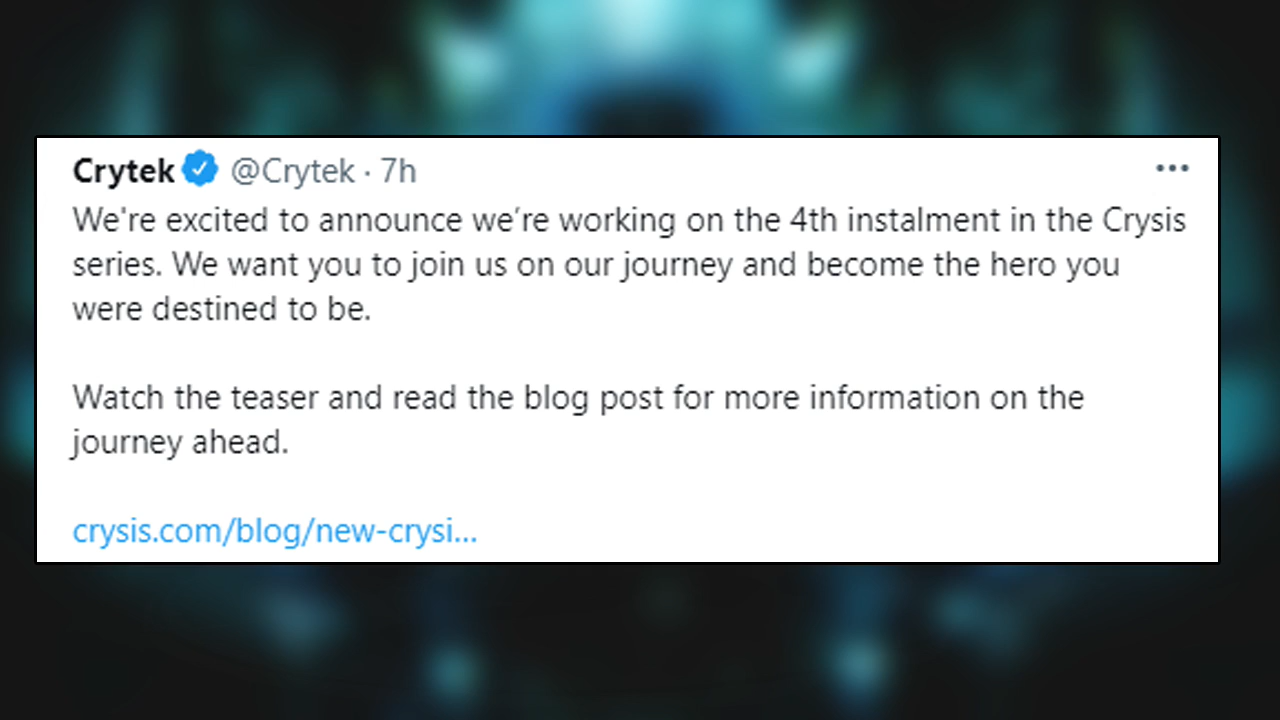 Crytek @Crytek · 7h
We're excited to announce we’re working on the 4th instalment in the Crysis
series. We want you to join us on our journey and become the hero you
were destined to be.
Watch the teaser and read the blog post for more information on the
journey ahead.
crysis.com/blog/new-crysi...